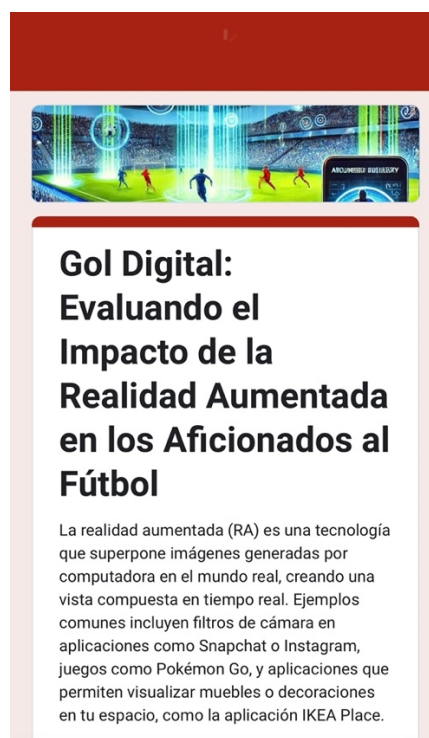 Gol Digital:
Evaluando el
Impacto de la
Realidad Aumentada
en los Aficionados al
Fútbol
La realidad aumentada (RA) es una tecnología
que superpone imágenes generadas por
computadora en el mundo real, creando una
vista compuesta en tiempo real. Ejemplos
comunes incluyen filtros de cámara en
aplicaciones como Snapchat o Instagram,
juegos como Pokémon Go, y aplicaciones que
permiten visualizar muebles o decoraciones
en tu espacio, como la aplicación IKEA Place.